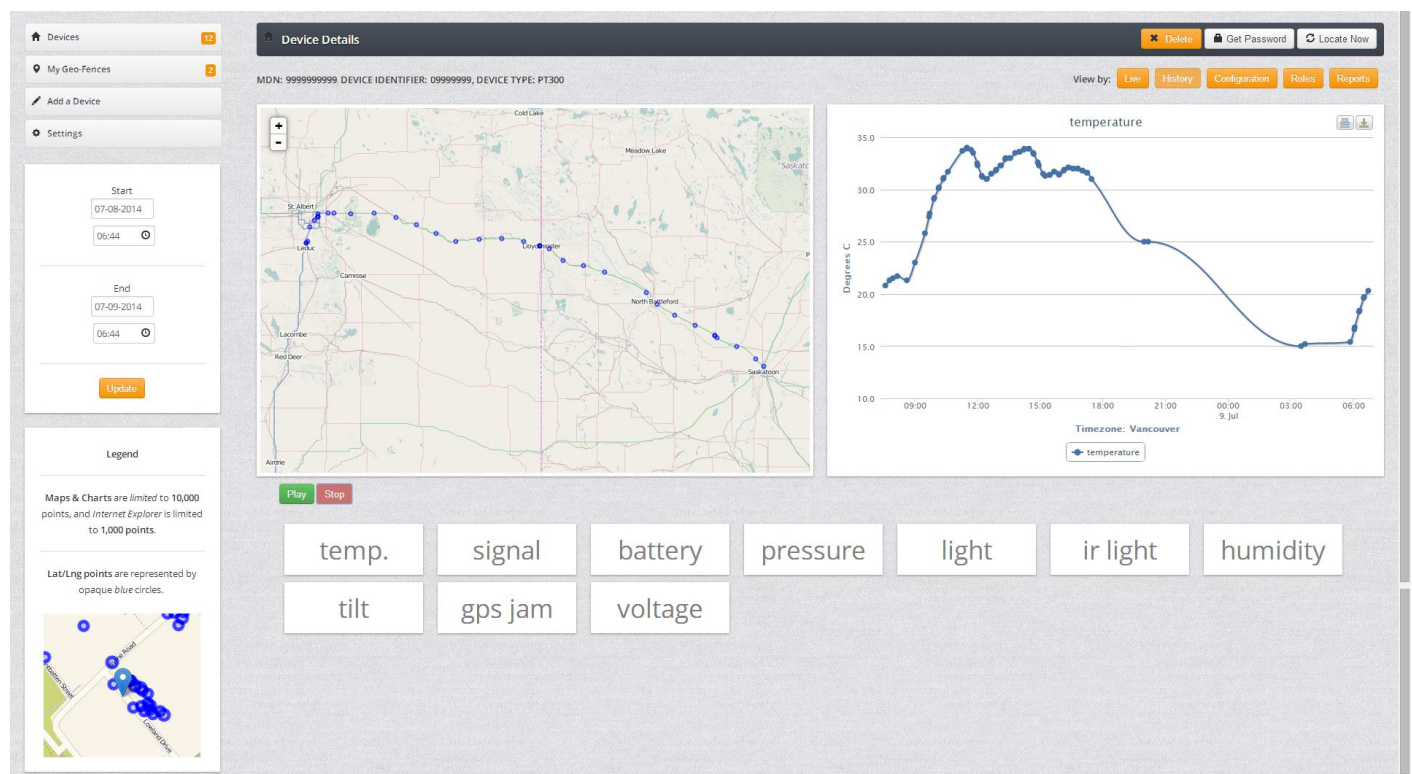 Devices 12
My Geo-Fences 2
Add a Device
Settings
Start
07-08-2014
06:44
End
07-09-2014
06:44
Update
Legend
Maps & Charts are limited to 10,000
points, and Internet Explorer is limited
to 1,000 points.
Lat/Lng points are represented by
opaque blue circles.
Lowland Drive
Device Details
Delete Get Password Locate Now
MDN: 9999999999 DEVICE IDENTIFIER: 09999999, DEVICE TYPE: PT300
View by: Live History Configuration Rules Reports
+
-
Cold Lake
Meadow Lake
St. Albert
Leduc
Camrose
North Battleford
Lacombe
Red Deer
Saskatoon
Airdrie
temperature
35.0
30.0
25.0
20.0
15.0
10.0
Degrees C
09:00 12:00 15:00 18:00 21:00 00:00 03:00 06:00
9. Jul
Timezone: Vancouver
temperature
Play Stop
temp. signal battery pressure light ir light humidity
tilt gps jam voltage